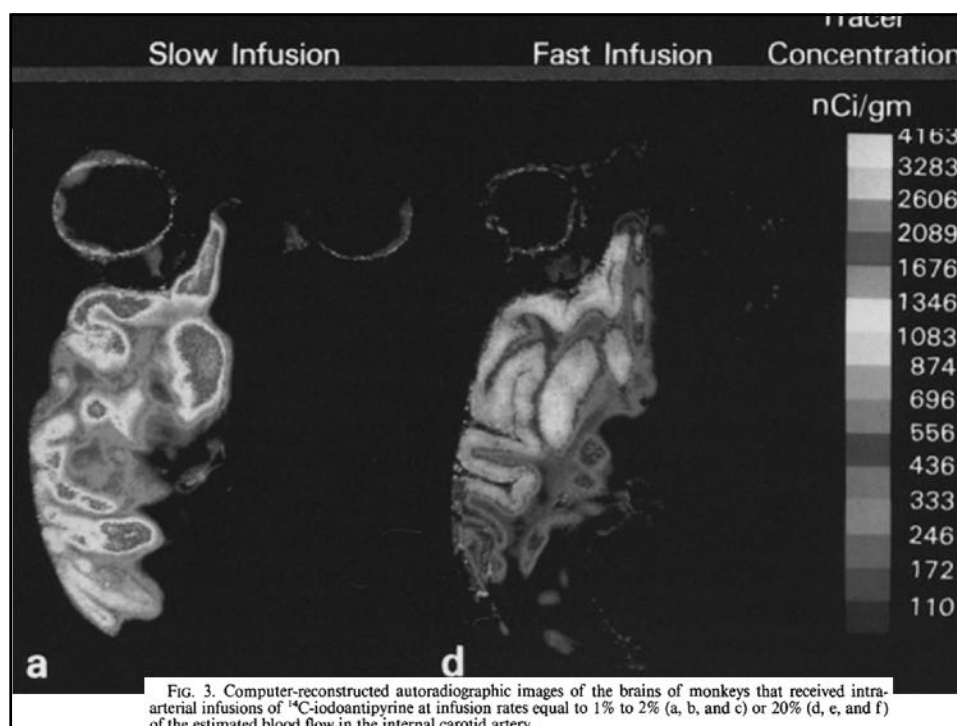 Tracer
Slow Infusion
Fast Infusion
Concentration
nCi/gm
4163
3283
2606
2089
1676
1346
1083
874
696
556
436
333
246
172
110
a
d
FIG. 3. Computer-reconstructed autoradiographic images of the brains of monkeys that received intra-
arterial infusions of ¹⁴C-iodoantipyrine at infusion rates equal to 1% to 2% (a, b, and c) or 20% (d, e, and f)
of the estimated blood flow in the internal carotid artery.